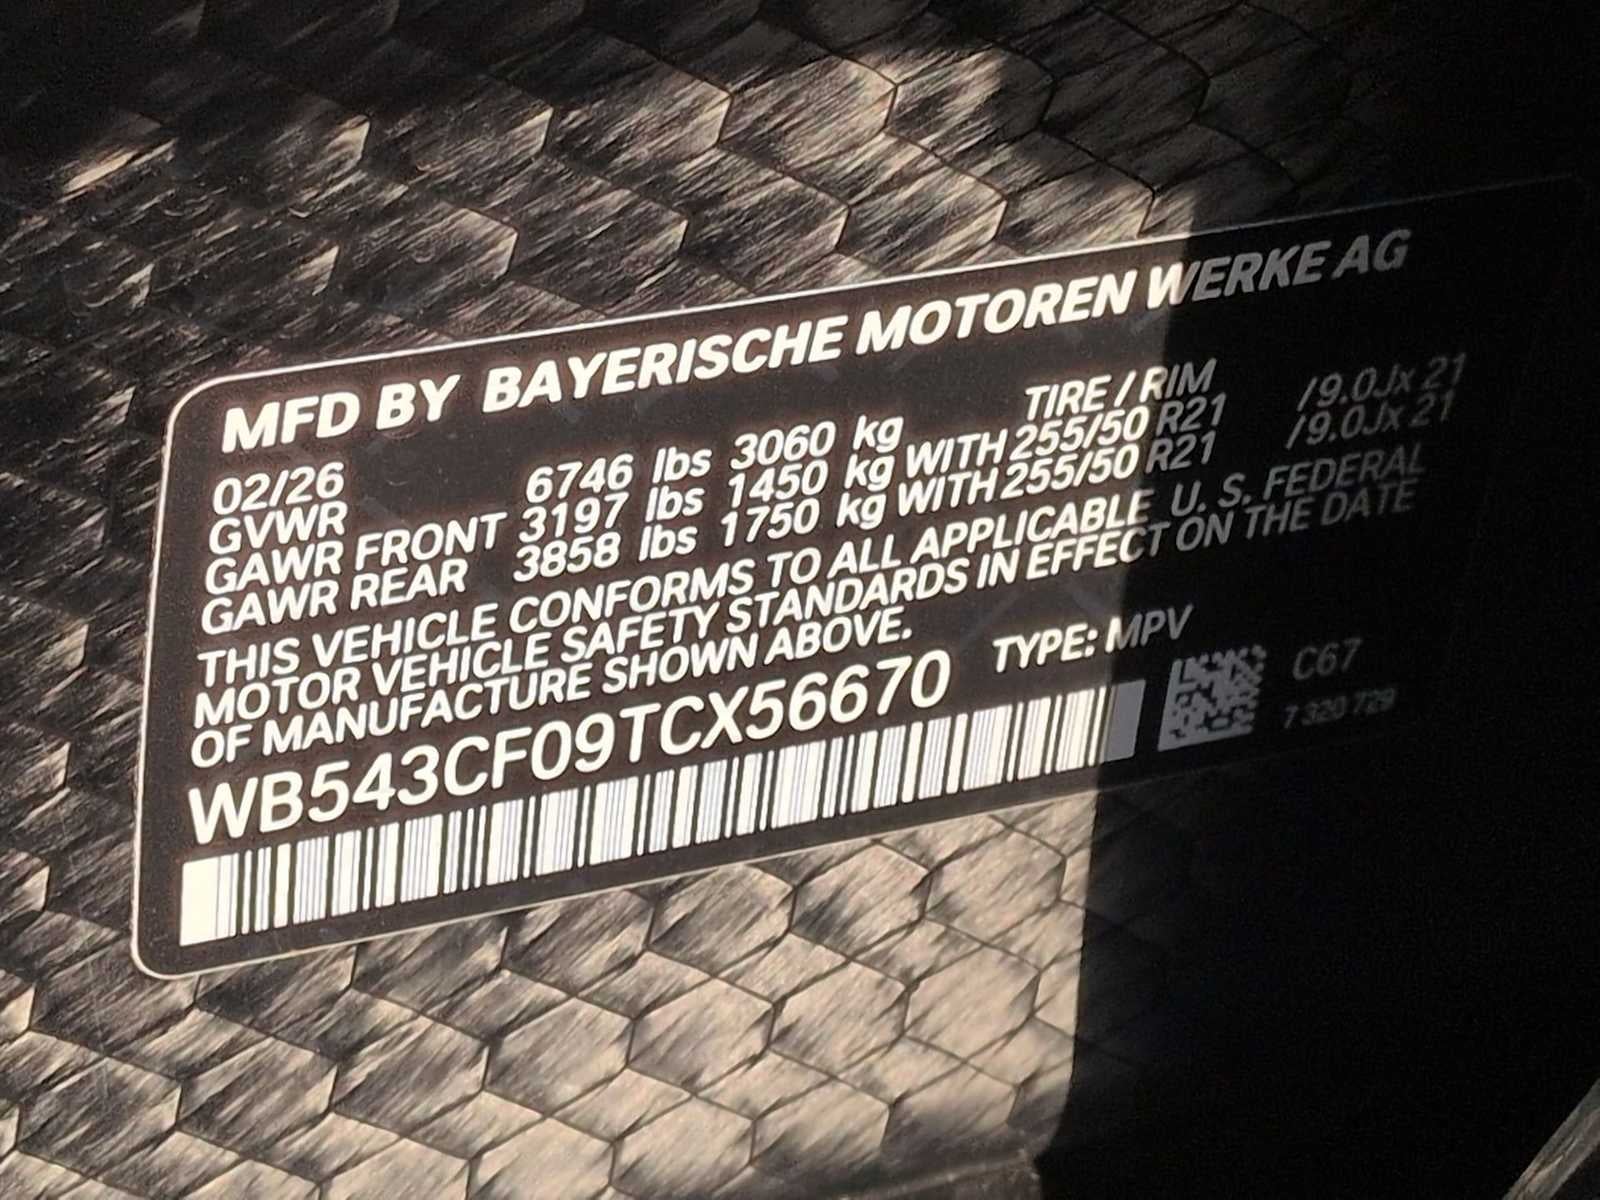 MFD BY BAYERISCHE MOTOREN WERKE AG
02/26 TIRE / RIM
GVWR 6746 lbs 3060 kg
GAWR FRONT 3197 lbs 1450 kg WITH 255/50 R21 /9.0Jx 21
GAWR REAR 3858 lbs 1750 kg WITH 255/50 R21 /9.0Jx 21
THIS VEHICLE CONFORMS TO ALL APPLICABLE U. S. FEDERAL
MOTOR VEHICLE SAFETY STANDARDS IN EFFECT ON THE DATE
OF MANUFACTURE SHOWN ABOVE.
WB543CF09TCX56670 TYPE: MPV
C67
7 320 729